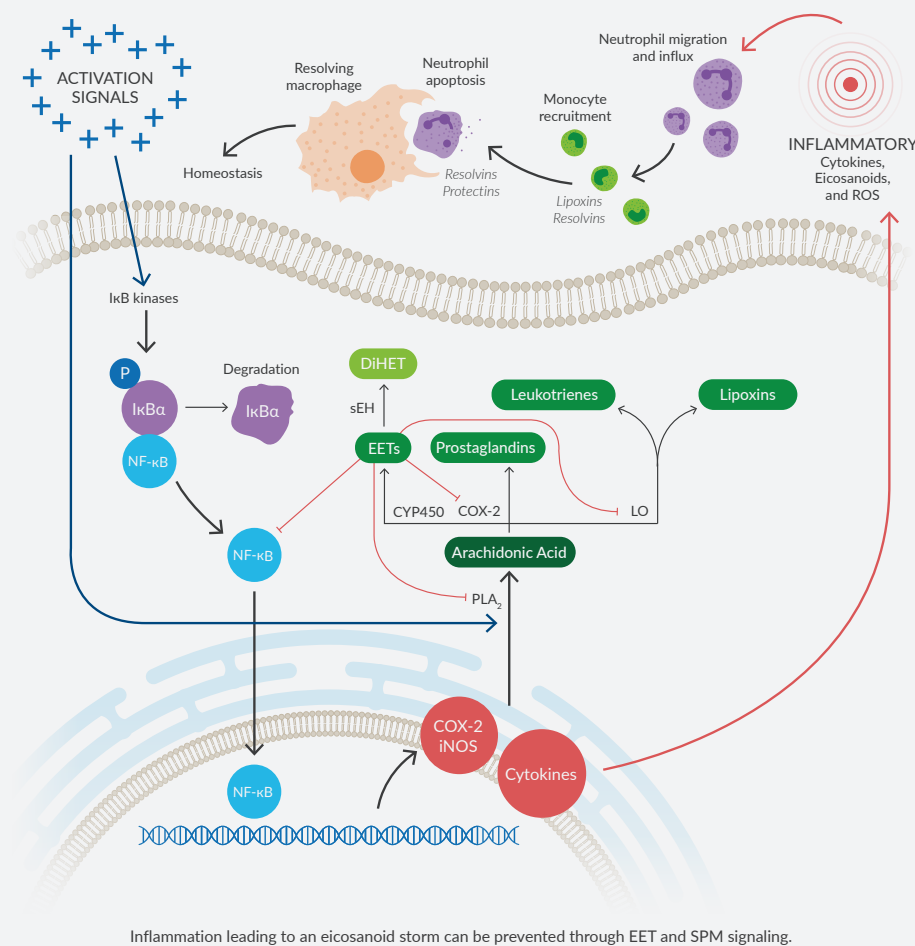 ACTIVATION
SIGNALS
Resolving
macrophage
Neutrophil
apoptosis
Neutrophil migration
and influx
Monocyte
recruitment
Homeostasis
Resolvins
Protectins
Lipoxins
Resolvins
INFLAMMATORY
Cytokines,
Eicosanoids,
and ROS
IκB kinases
P
IκBα
Degradation
IκBα
NF-κB
NF-κB
DiHET
sEH
EETs
Prostaglandins
Leukotrienes
Lipoxins
CYP450
COX-2
LO
Arachidonic Acid
PLA₂
COX-2
iNOS
Cytokines
NF-κB
Inflammation leading to an eicosanoid storm can be prevented through EET and SPM signaling.